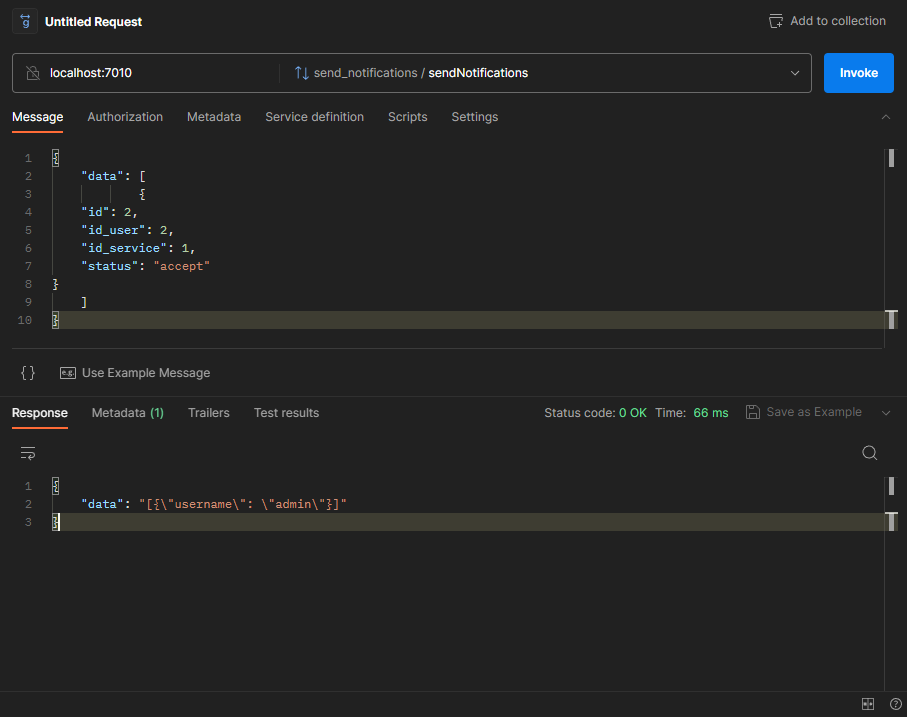 g Untitled Request Add to collection
localhost:7010 send_notifications / sendNotifications Invoke
Message Authorization Metadata Service definition Scripts Settings
1 {
2 "data": [
3 {
4 "id": 2,
5 "id_user": 2,
6 "id_service": 1,
7 "status": "accept"
8 }
9 ]
10 }
{} e.g. Use Example Message
Response Metadata (1) Trailers Test results Status code: 0 OK Time: 66 ms Save as Example
1 {
2 "data": "[{\"username\": \"admin\"}]"
3 }